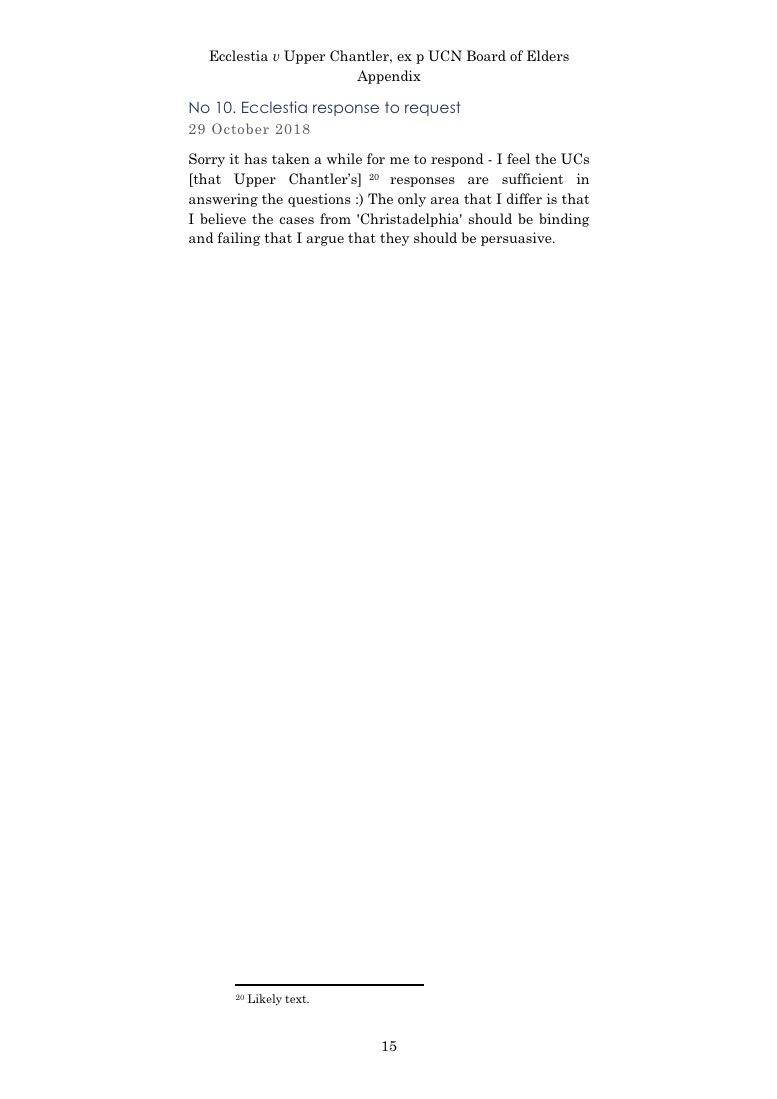 Ecclestia v Upper Chantler, ex p UCN Board of Elders
Appendix
No 10. Ecclestia response to request
29 October 2018
Sorry it has taken a while for me to respond - I feel the UCs
[that Upper Chantler's] 20 responses are sufficient in
answering the questions :) The only area that I differ is that
I believe the cases from 'Christadelphia' should be binding
and failing that I argue that they should be persuasive.
20 Likely text.
15